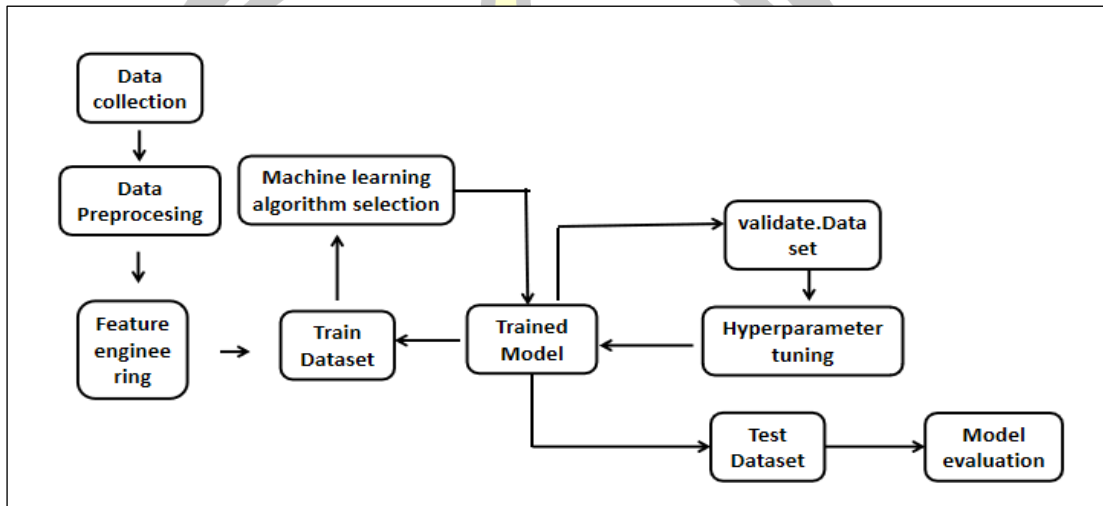 Data
collection
Data
Preprocesing
Feature
enginee
ring
Train
Dataset
Machine learning
algorithm selection
Trained
Model
validate.Data
set
Hyperparameter
tuning
Test
Dataset
Model
evaluation